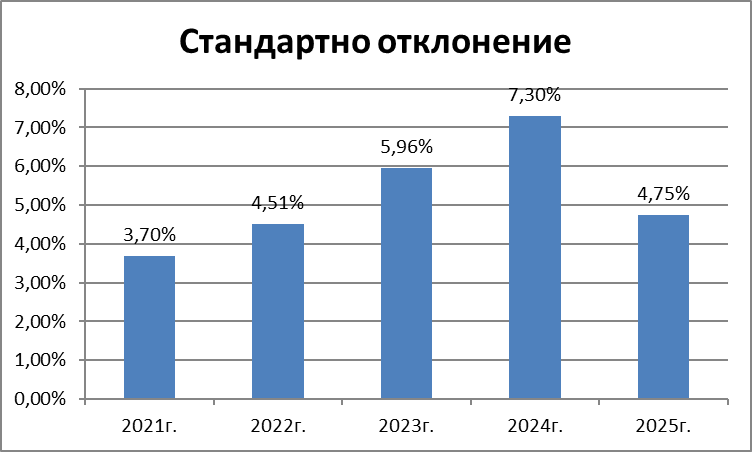 Стандартно отклонение
8,00%
7,00%
6,00%
5,00%
4,00%
3,00%
2,00%
1,00%
0,00%
3,70%
4,51%
5,96%
7,30%
4,75%
2021г.
2022г.
2023г.
2024г.
2025г.